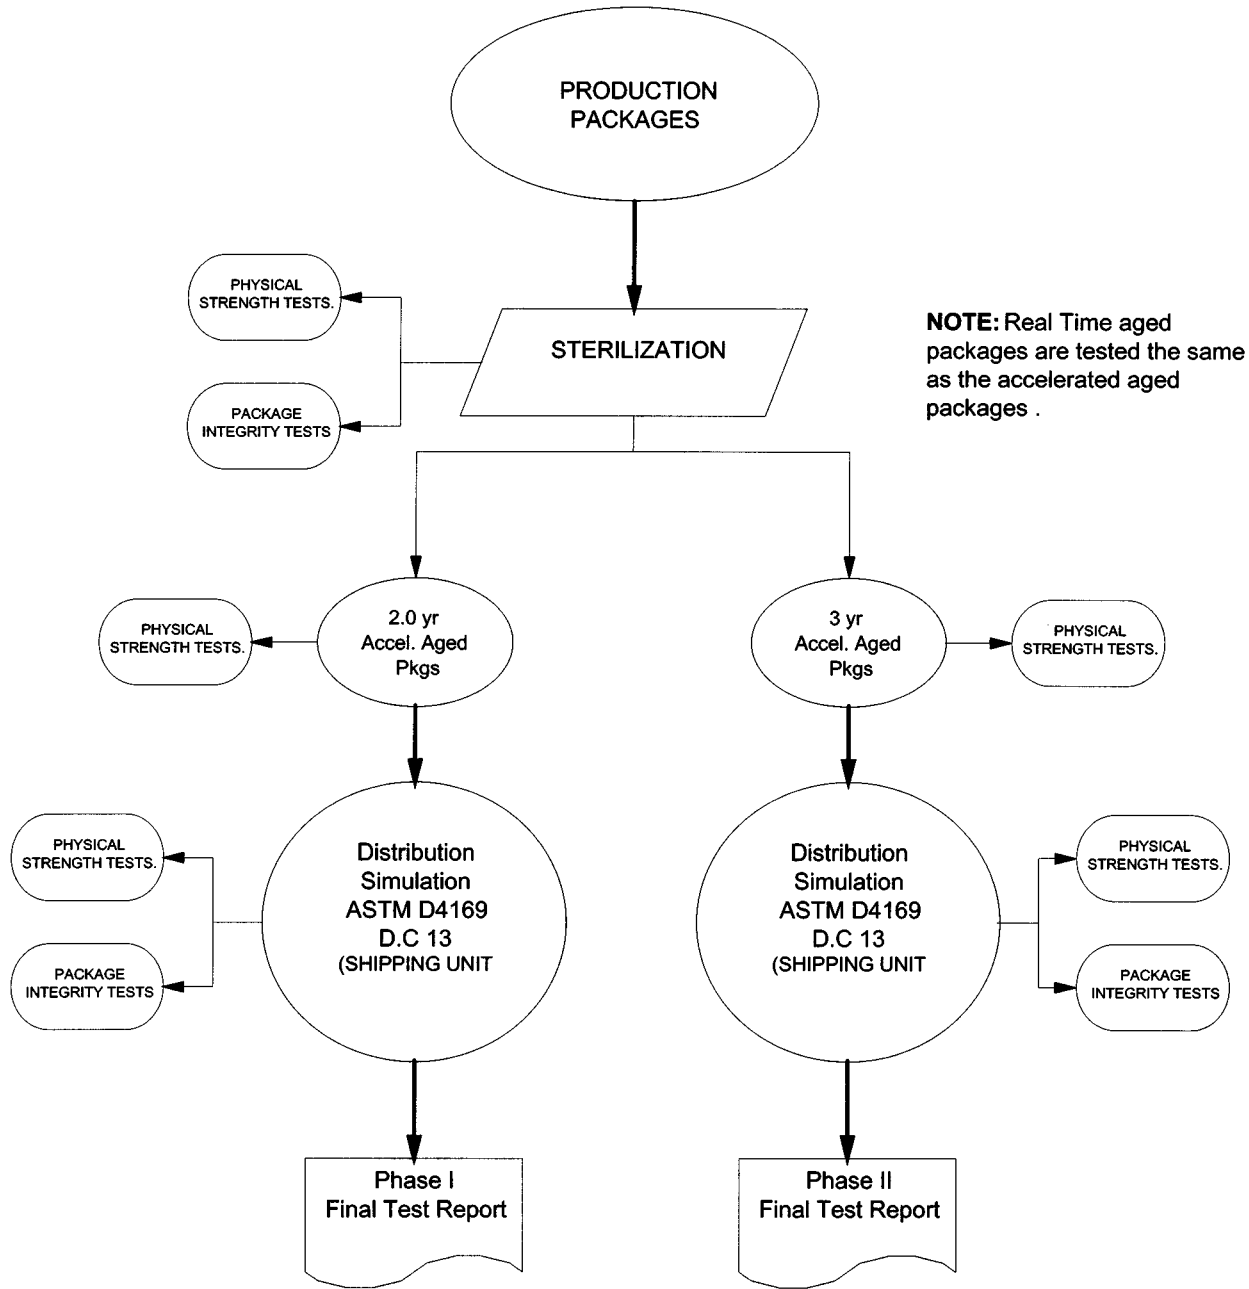 PRODUCTION
PACKAGES
PHYSICAL
STRENGTH TESTS.
STERILIZATION
NOTE: Real Time aged
packages are tested the same
as the accelerated aged
packages .
PACKAGE
INTEGRITY TESTS
PHYSICAL
STRENGTH TESTS.
2.0 yr
Accel. Aged
Pkgs
3 yr
Accel. Aged
Pkgs
PHYSICAL
STRENGTH TESTS.
PHYSICAL
STRENGTH TESTS.
PACKAGE
INTEGRITY TESTS
Distribution
Simulation
ASTM D4169
D.C 13
(SHIPPING UNIT
Distribution
Simulation
ASTM D4169
D.C 13
(SHIPPING UNIT
PHYSICAL
STRENGTH TESTS.
PACKAGE
INTEGRITY TESTS
Phase I
Final Test Report
Phase II
Final Test Report